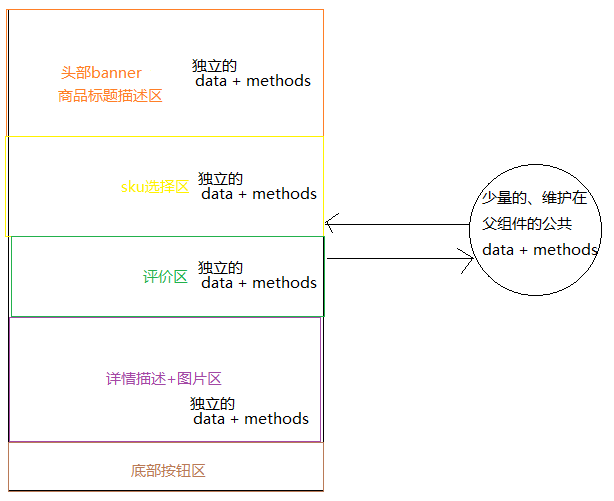 头部banner
商品标题描述区
独立的
data + methods
sku选择区
独立的
data + methods
评价区
独立的
data + methods
详情描述+图片区
独立的
data + methods
底部按钮区
少量的、维护在
父组件的公共
data + methods